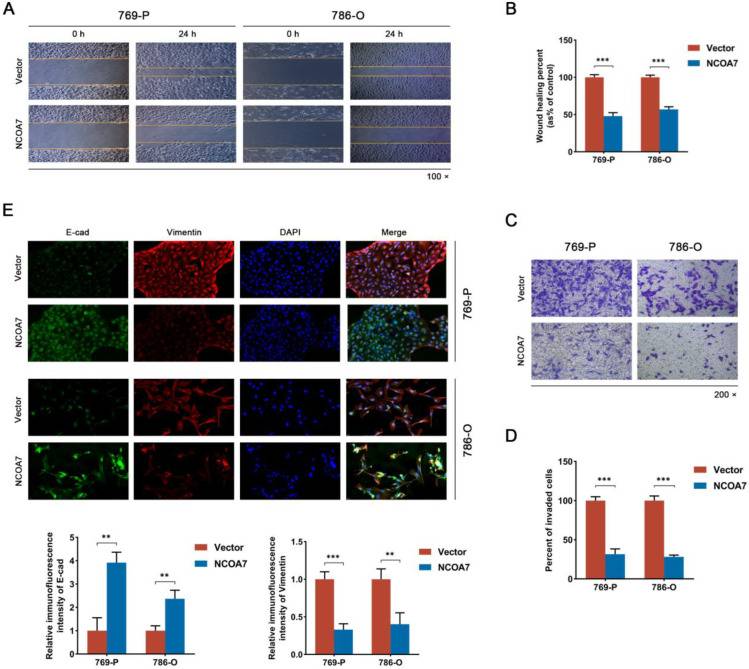 A
769-P
786-O
0 h
24 h
0 h
24 h
Vector
NCOA7
100 ×
B
Vector
NCOA7
Wound healing percent
(as% of control)
150
100
50
0
***
***
769-P
786-O
E
E-cad
Vimentin
DAPI
Merge
Vector
NCOA7
769-P
Vector
NCOA7
786-O
C
769-P
786-O
Vector
NCOA7
200 ×
D
Vector
NCOA7
Percent of invaded cells
150
100
50
0
***
***
769-P
786-O
Relative immunofluorescence
intensity of E-cad
5
4
3
2
1
0
**
**
769-P
786-O
Vector
NCOA7
Relative immunofluorescence
intensity of Vimentin
1.5
1.0
0.5
0.0
***
**
769-P
786-O
Vector
NCOA7